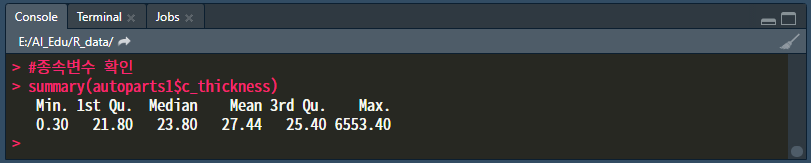 Console Terminal Jobs
E:/AI_Edu/R_data/
> #종속변수 확인
> summary(autoparts1$c_thickness)
Min. 1st Qu. Median Mean 3rd Qu. Max.
0.30 21.80 23.80 27.44 25.40 6553.40
>